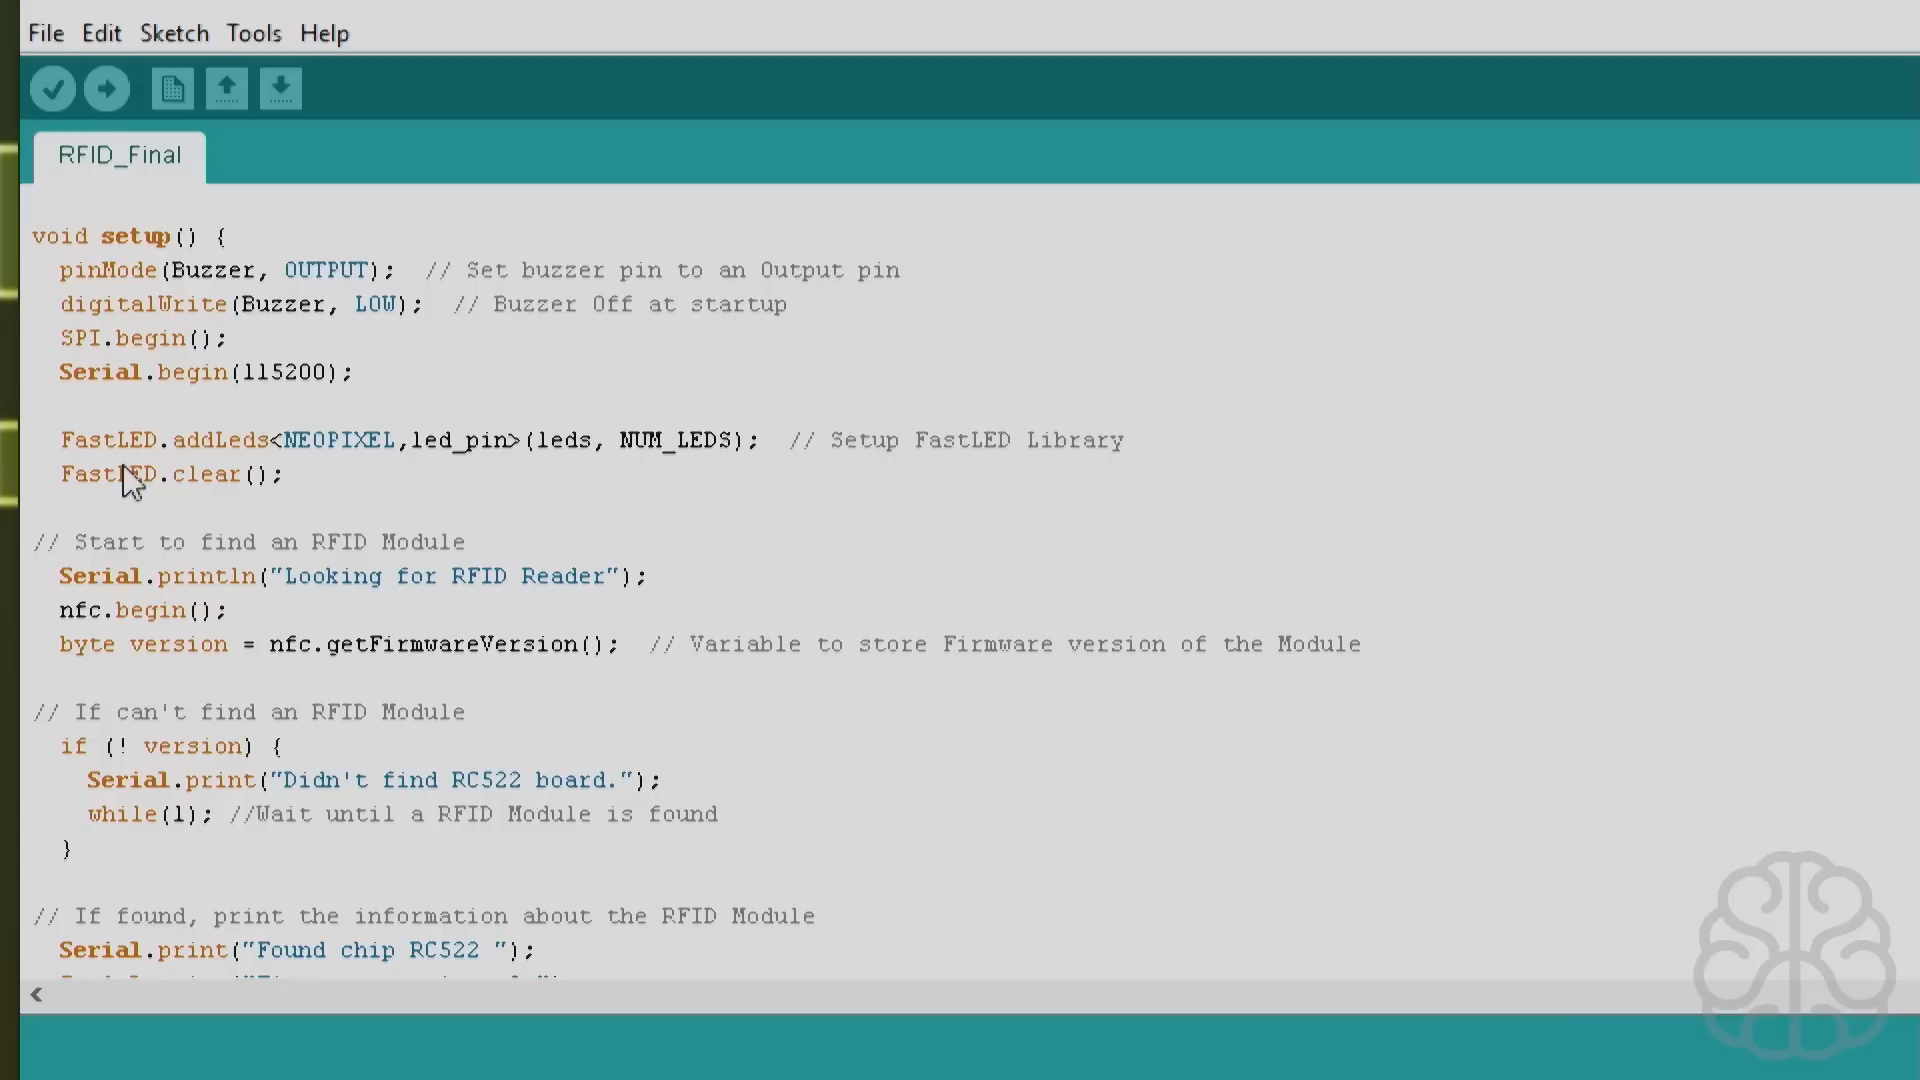 File Edit Sketch Tools Help
RFID_Final
void setup() {
pinMode(Buzzer, OUTPUT);  // Set buzzer pin to an Output pin
digitalWrite(Buzzer, LOW);  // Buzzer Off at startup
SPI.begin();
Serial.begin(115200);
FastLED.addLeds<NEOPIXEL,led_pin>(leds, NUM_LEDS);  // Setup FastLED Library
FastLED.clear();
// Start to find an RFID Module
Serial.println("Looking for RFID Reader");
nfc.begin();
byte version = nfc.getFirmwareVersion();  // Variable to store Firmware version of the Module
// If can't find an RFID Module
if (! version) {
Serial.print("Didn't find RC522 board.");
while(1); //Wait until a RFID Module is found
}
// If found, print the information about the RFID Module
Serial.print("Found chip RC522 ");